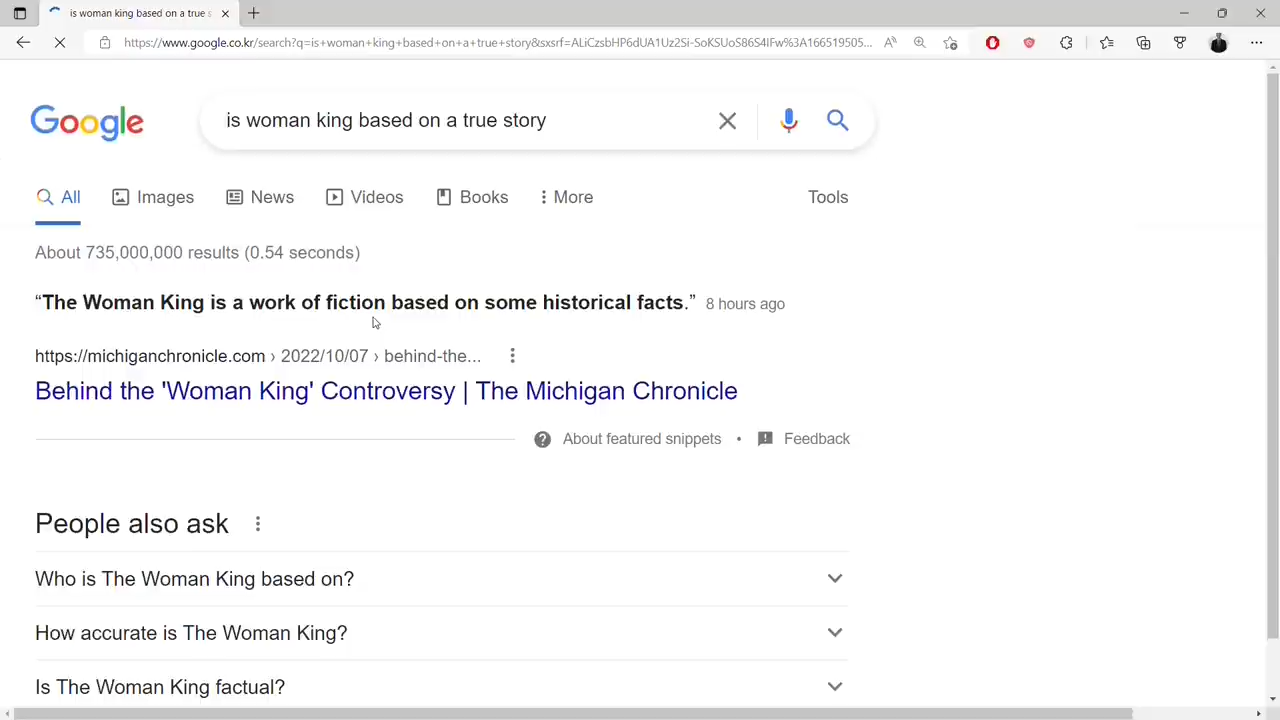 is woman king based on a true s
https://www.google.co.kr/search?q=is+woman+king+based+on+a+true+story&sxsrf=ALiCzsbHP6dUA1Uz2Si-SoKSUoS86S4IFw%3A166519505...
Google
is woman king based on a true story
All Images News Videos Books More Tools
About 735,000,000 results (0.54 seconds)
“The Woman King is a work of fiction based on some historical facts.” 8 hours ago
https://michiganchronicle.com › 2022/10/07 › behind-the...
Behind the 'Woman King' Controversy | The Michigan Chronicle
About featured snippets • Feedback
People also ask
Who is The Woman King based on?
How accurate is The Woman King?
Is The Woman King factual?